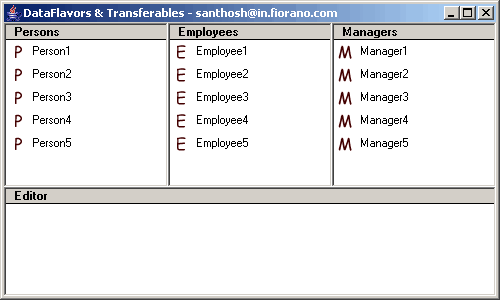 DataFlavors & Transferables - santhosh@in.fiorano.com
Persons
P Person1
P Person2
P Person3
P Person4
P Person5
Employees
E Employee1
E Employee2
E Employee3
E Employee4
E Employee5
Managers
M Manager1
M Manager2
M Manager3
M Manager4
M Manager5
Editor